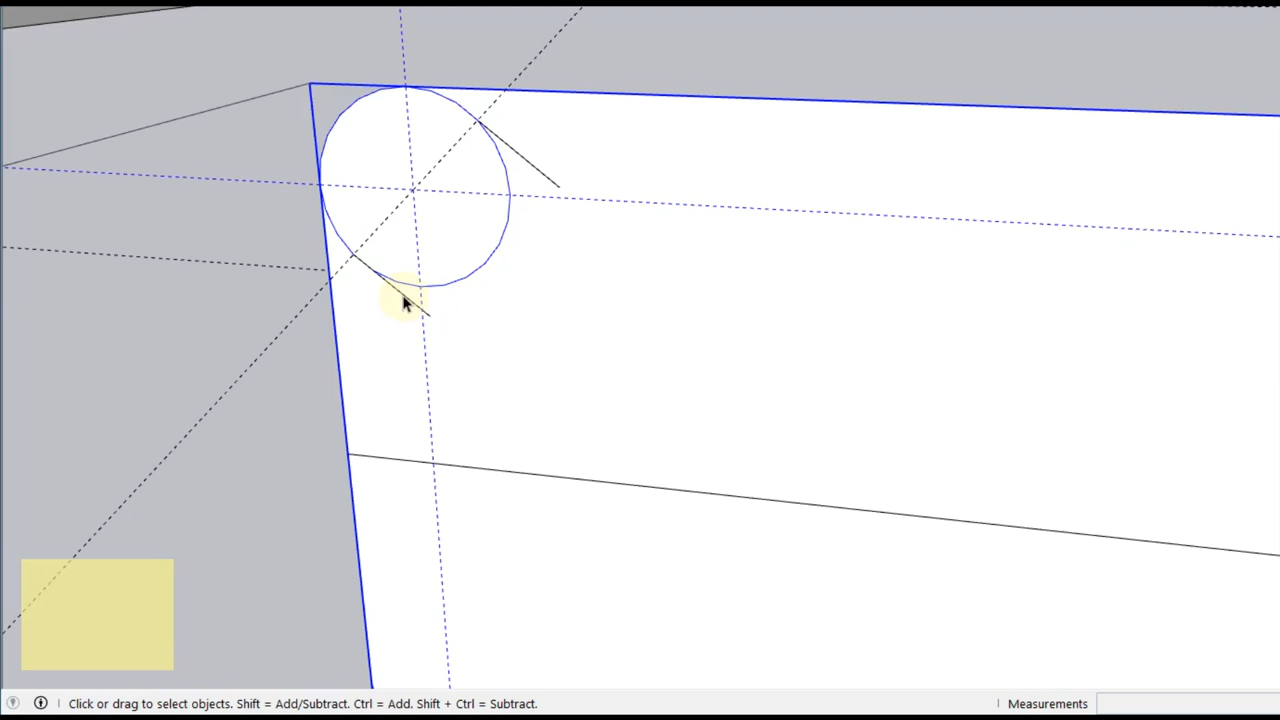 Click or drag to select objects. Shift = Add/Subtract. Ctrl = Add. Shift + Ctrl = Subtract.
Measurements